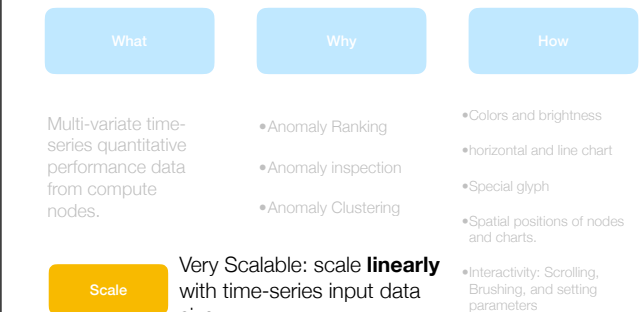 What
Why
How
Multi-variate time-
series quantitative
performance data
from compute
nodes.
•Anomaly Ranking
•Anomaly inspection
•Anomaly Clustering
•Colors and brightness
•horizontal and line chart
•Special glyph
•Spatial positions of nodes
and charts.
•Interactivity: Scrolling,
Brushing, and setting
parameters
Scale
Very Scalable: scale linearly
with time-series input data